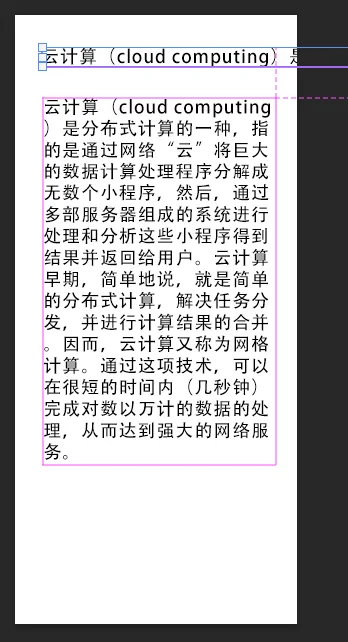 云计算（cloud computing）是
云计算（cloud computing
）是分布式计算的一种，指
的是通过网络“云”将巨大
的数据计算处理程序分解成
无数个小程序，然后，通过
多部服务器组成的系统进行
处理和分析这些小程序得到
结果并返回给用户。云计算
早期，简单地说，就是简单
的分布式计算，解决任务分
发，并进行计算结果的合并
。因而，云计算又称为网格
计算。通过这项技术，可以
在很短的时间内（几秒钟）
完成对数以万计的数据的处
理，从而达到强大的网络服
务。